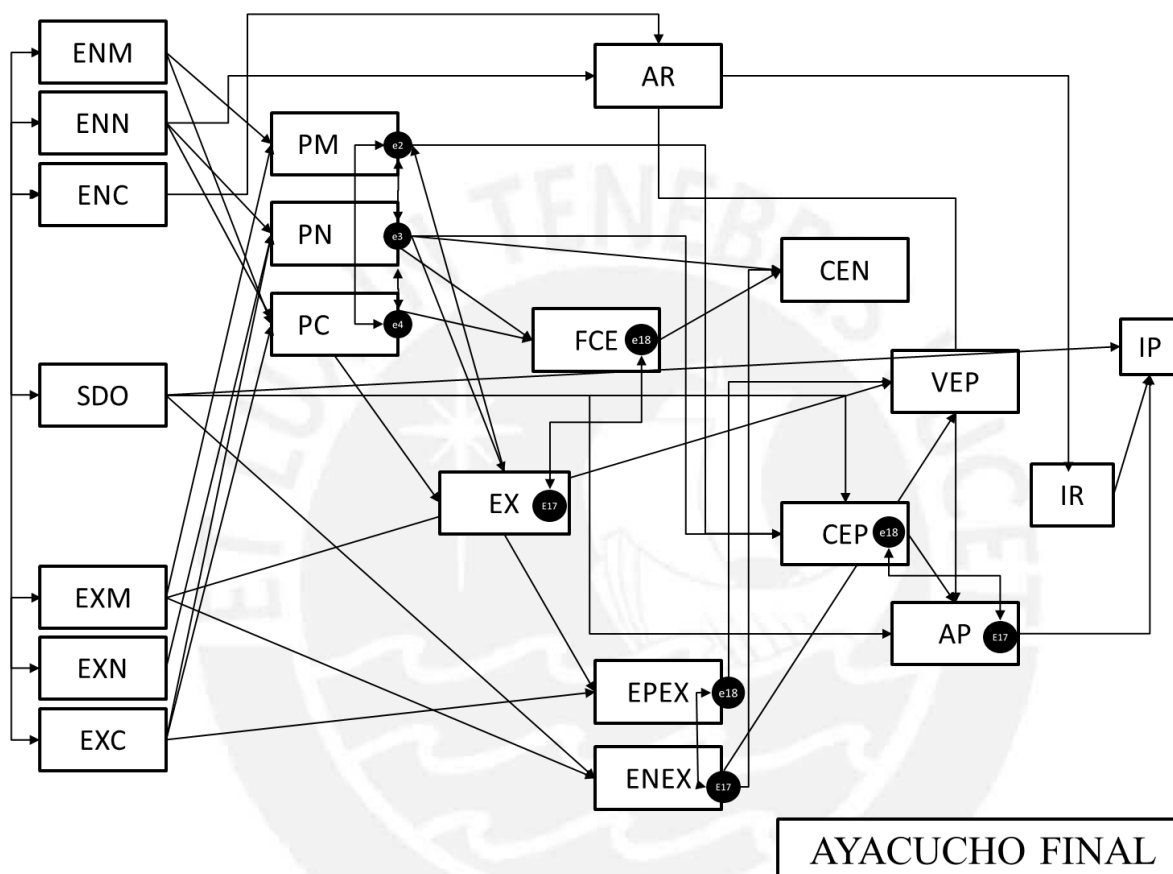 ENM
ENN
ENC
SDO
EXM
EXN
EXC
PM
e2
PN
e3
PC
e4
AR
CEN
FCE
e18
VEP
IP
EX
E17
CEP
e18
IR
AP
E17
EPEX
e18
ENEX
E17
AYACUCHO FINAL